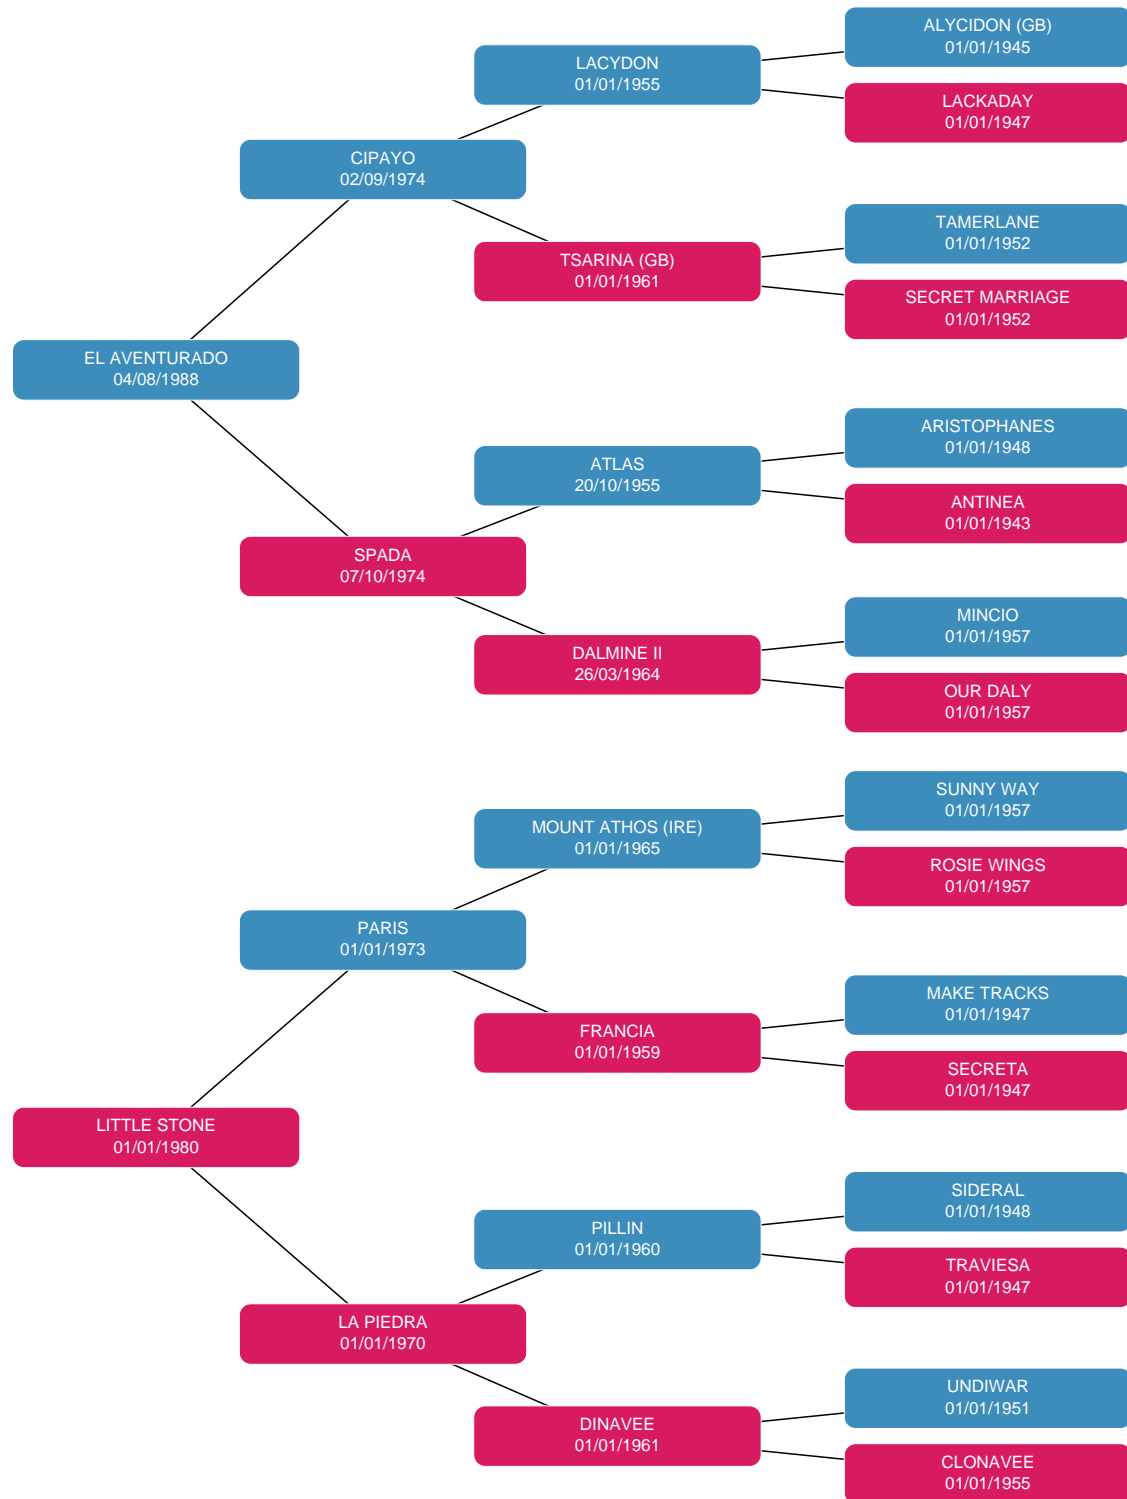 ALYCIDON (GB)
01/01/1945
LACYDON
01/01/1955
LACKADAY
01/01/1947
CIPAYO
02/09/1974
TAMERLANE
01/01/1952
TSARINA (GB)
01/01/1961
SECRET MARRIAGE
01/01/1952
EL AVENTURADO
04/08/1988
ARISTOPHANES
01/01/1948
ATLAS
20/10/1955
ANTINEA
01/01/1943
SPADA
07/10/1974
MINCIO
01/01/1957
DALMINE II
26/03/1964
OUR DALY
01/01/1957
SUNNY WAY
01/01/1957
MOUNT ATHOS (IRE)
01/01/1965
ROSIE WINGS
01/01/1957
PARIS
01/01/1973
MAKE TRACKS
01/01/1947
FRANCIA
01/01/1959
SECRETA
01/01/1947
LITTLE STONE
01/01/1980
SIDERAL
01/01/1948
PILLIN
01/01/1960
TRAVIESA
01/01/1947
LA PIEDRA
01/01/1970
UNDIWAR
01/01/1951
DINAVEE
01/01/1961
CLONAVEE
01/01/1955